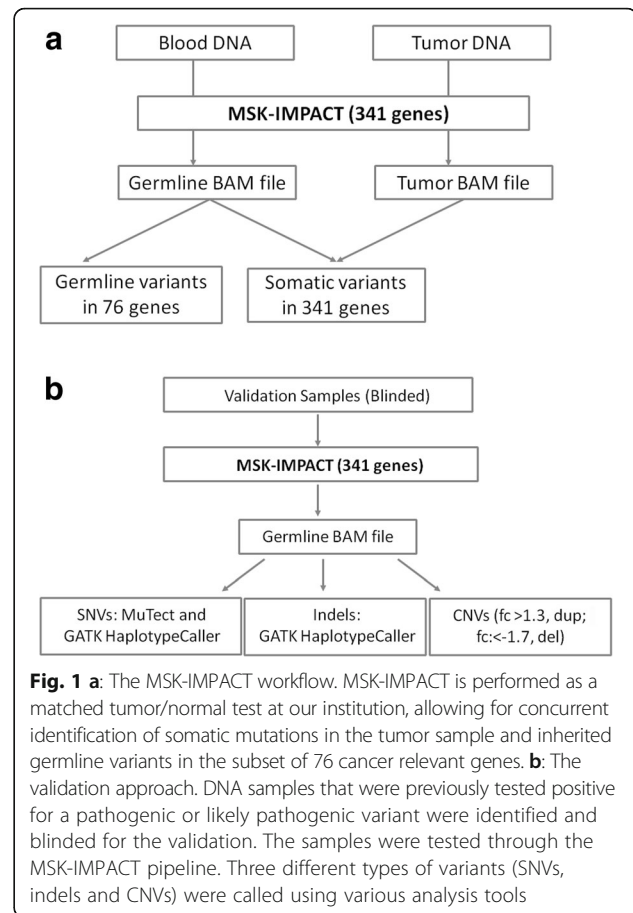 a
Blood DNA
Tumor DNA
MSK-IMPACT (341 genes)
Germline BAM file
Tumor BAM file
Germline variants
in 76 genes
Somatic variants
in 341 genes
b
Validation Samples (Blinded)
MSK-IMPACT (341 genes)
Germline BAM file
SNVs: MuTect and
GATK HaplotypeCaller
Indels:
GATK HaplotypeCaller
CNVs (fc >1.3, dup;
fc:<-1.7, del)
Fig. 1 a: The MSK-IMPACT workflow. MSK-IMPACT is performed as a
matched tumor/normal test at our institution, allowing for concurrent
identification of somatic mutations in the tumor sample and inherited
germline variants in the subset of 76 cancer relevant genes. b: The
validation approach. DNA samples that were previously tested positive
for a pathogenic or likely pathogenic variant were identified and
blinded for the validation. The samples were tested through the
MSK-IMPACT pipeline. Three different types of variants (SNVs,
indels and CNVs) were called using various analysis tools